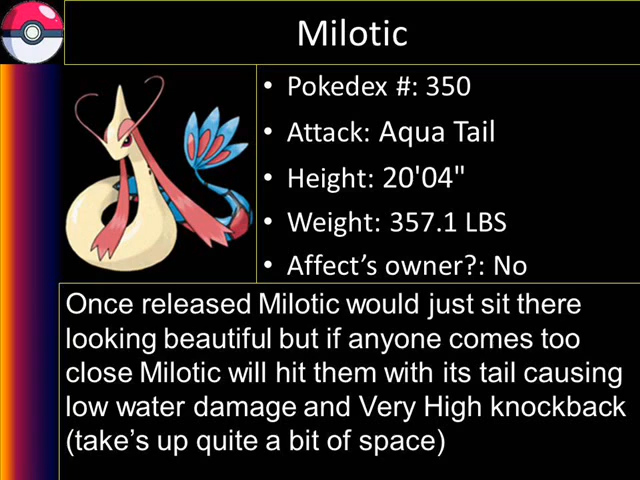 Milotic
• Pokedex #: 350
• Attack: Aqua Tail
• Height: 20'04"
• Weight: 357.1 LBS
• Affect’s owner?: No
Once released Milotic would just sit there
looking beautiful but if anyone comes too
close Milotic will hit them with its tail causing
low water damage and Very High knockback
(take’s up quite a bit of space)